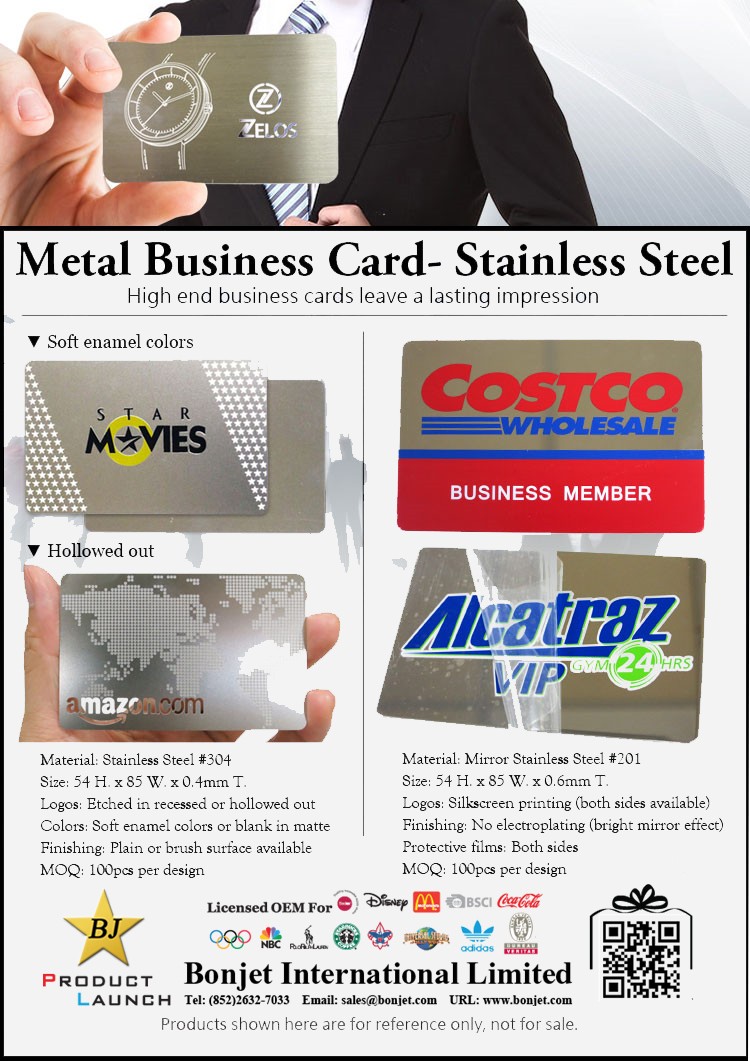 ZELOS
Metal Business Card- Stainless Steel
High end business cards leave a lasting impression
▼ Soft enamel colors
STAR
MOVIES
COSTCO
WHOLESALE
BUSINESS MEMBER
▼ Hollowed out
amazon.com
Alcatraz
VIP
GYM 24 HRS
Material: Stainless Steel #304
Size: 54 H. x 85 W. x 0.4mm T.
Logos: Etched in recessed or hollowed out
Colors: Soft enamel colors or blank in matte
Finishing: Plain or brush surface available
MOQ: 100pcs per design
Material: Mirror Stainless Steel #201
Size: 54 H. x 85 W. x 0.6mm T.
Logos: Silkscreen printing (both sides available)
Finishing: No electroplating (bright mirror effect)
Protective films: Both sides
MOQ: 100pcs per design
BJ
PRODUCT
LAUNCH
Licensed OEM For
Disney
BSCI
Coca-Cola
NBC
RALPH LAUREN
adidas
BUREAU
VERITAS
Bonjet International Limited
Tel: (852)2632-7033 Email: sales@bonjet.com URL: www.bonjet.com
Products shown here are for reference only, not for sale.